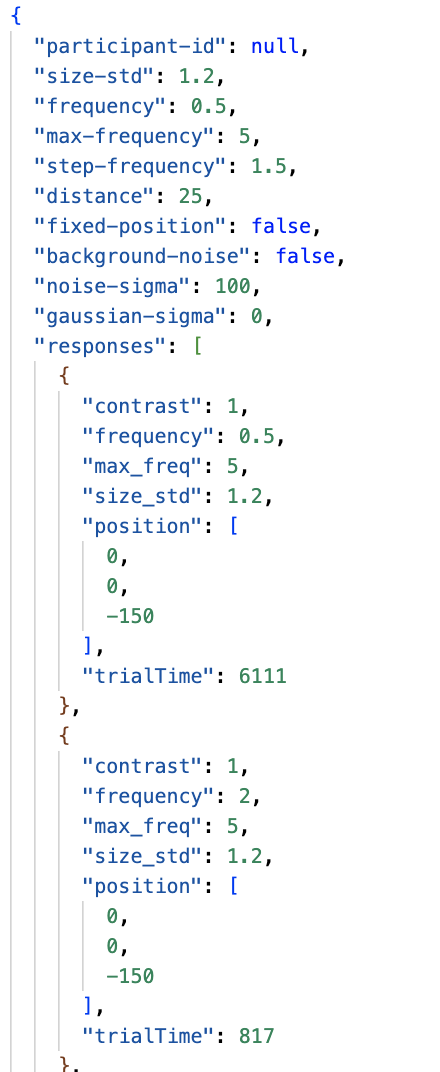 {
"participant-id": null,
"size-std": 1.2,
"frequency": 0.5,
"max-frequency": 5,
"step-frequency": 1.5,
"distance": 25,
"fixed-position": false,
"background-noise": false,
"noise-sigma": 100,
"gaussian-sigma": 0,
"responses": [
{
"contrast": 1,
"frequency": 0.5,
"max_freq": 5,
"size_std": 1.2,
"position": [
0,
0,
-150
],
"trialTime": 6111
},
{
"contrast": 1,
"frequency": 2,
"max_freq": 5,
"size_std": 1.2,
"position": [
0,
0,
-150
],
"trialTime": 817
},